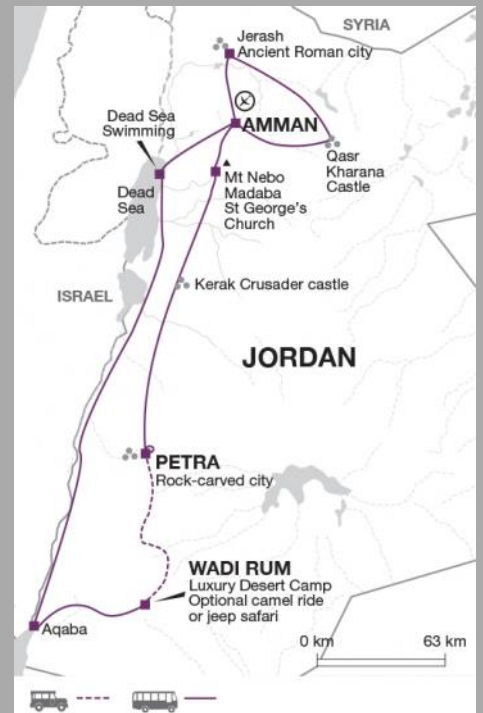 SYRIA
Jerash
Ancient Roman city
Dead Sea
Swimming
AMMAN
Qasr
Kharana
Castle
Dead
Sea
Mt Nebo
Madaba
St George's
Church
ISRAEL
Kerak Crusader castle
JORDAN
PETRA
Rock-carved city
WADI RUM
Luxury Desert Camp
Optional camel ride
or jeep safari
Aqaba
0 km
63 km